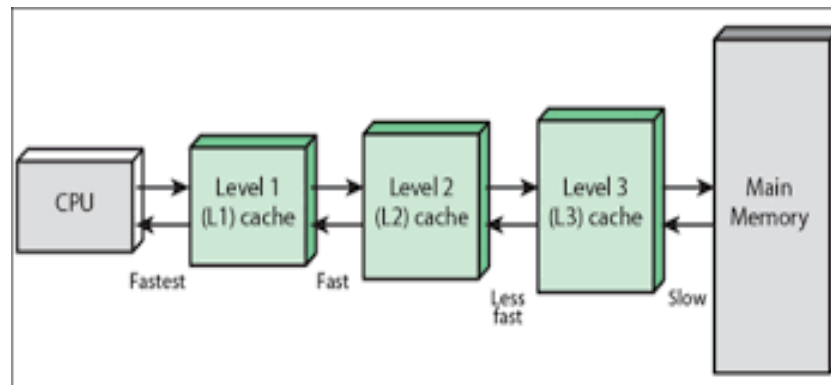 CPU
Level 1
(L1) cache
Level 2
(L2) cache
Level 3
(L3) cache
Main
Memory
Fastest
Fast
Less
fast
Slow